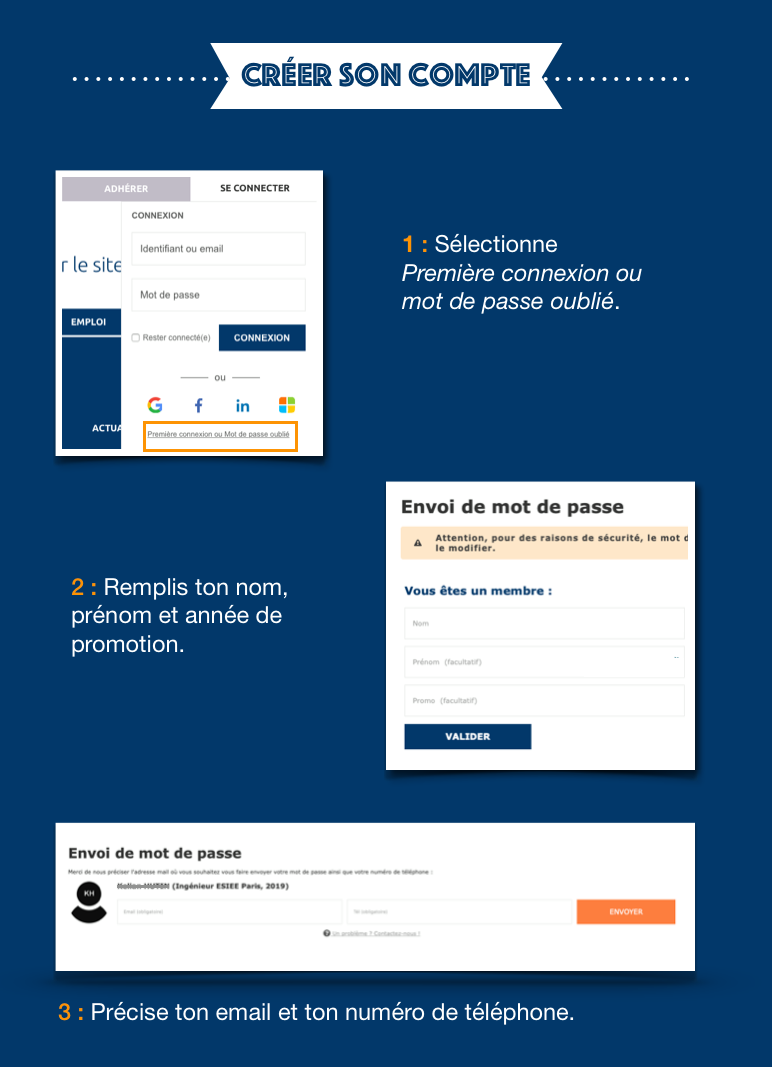 CRÉER SON COMPTE
ADHÉRER
SE CONNECTER
CONNEXION
Identifiant ou email
r le site
Mot de passe
EMPLOI
Rester connecté(e)
CONNEXION
ou
G f in
ACTUA
Première connexion ou Mot de passe oublié
1 : Sélectionne
Première connexion ou
mot de passe oublié.
Envoi de mot de passe
Attention, pour des raisons de sécurité, le mot d
le modifier.
Vous êtes un membre :
Nom
Prénom (facultatif)
Promo (facultatif)
VALIDER
2 : Remplis ton nom,
prénom et année de
promotion.
Envoi de mot de passe
Merci de nous préciser l'adresse mail où vous souhaitez vous faire envoyer votre mot de passe ainsi que votre numéro de téléphone :
KH
(Ingénieur ESIEE Paris, 2019)
Email (obligatoire)
Tél (obligatoire)
ENVOYER
Un problème ? Contactez-nous !
3 : Précise ton email et ton numéro de téléphone.